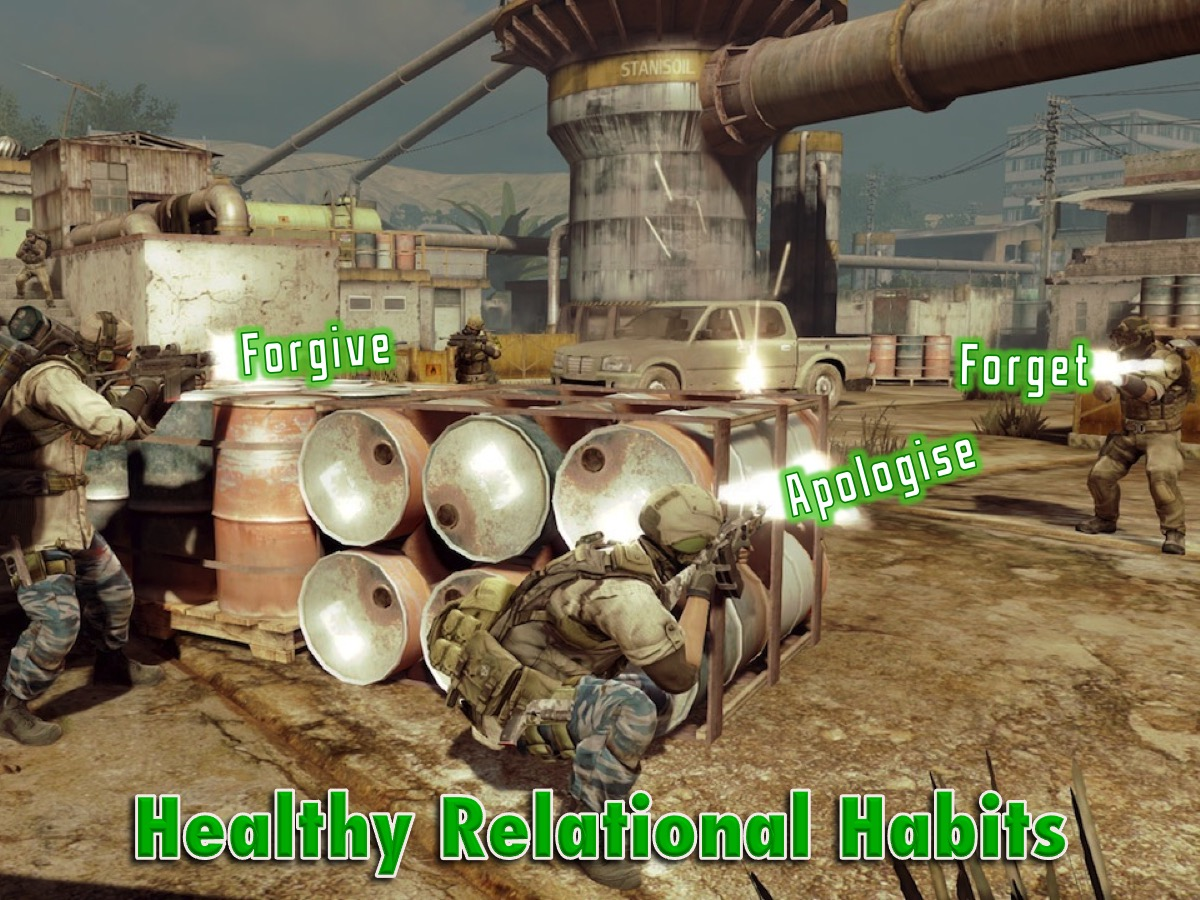 STANISOIL
Forgive
Forget
Apologise
Healthy Relational Habits